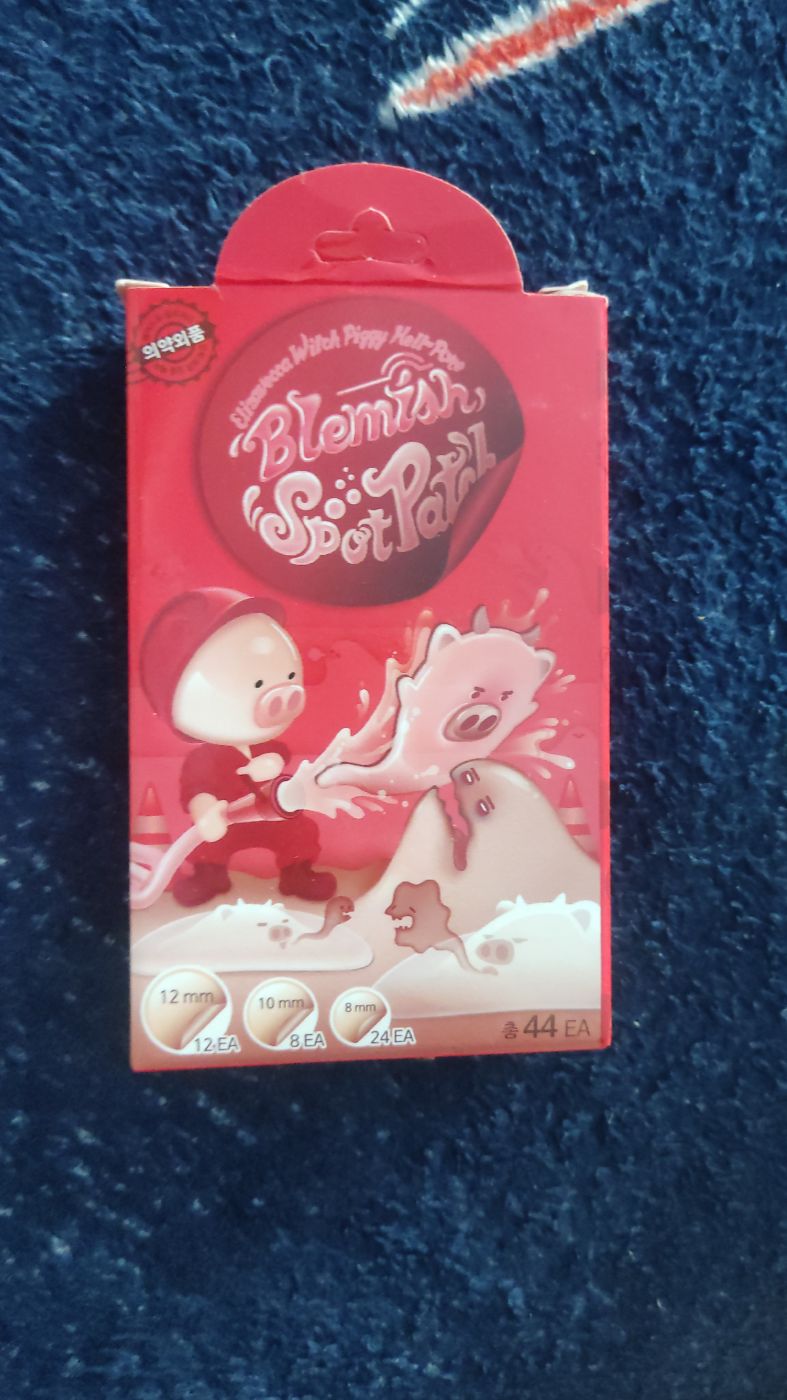 의약외품
Elizavecca Witch Piggy Hell-Pore
Blemish
Spot Patch
12 mm
12 EA
10 mm
8 EA
8 mm
24 EA
총 44 EA